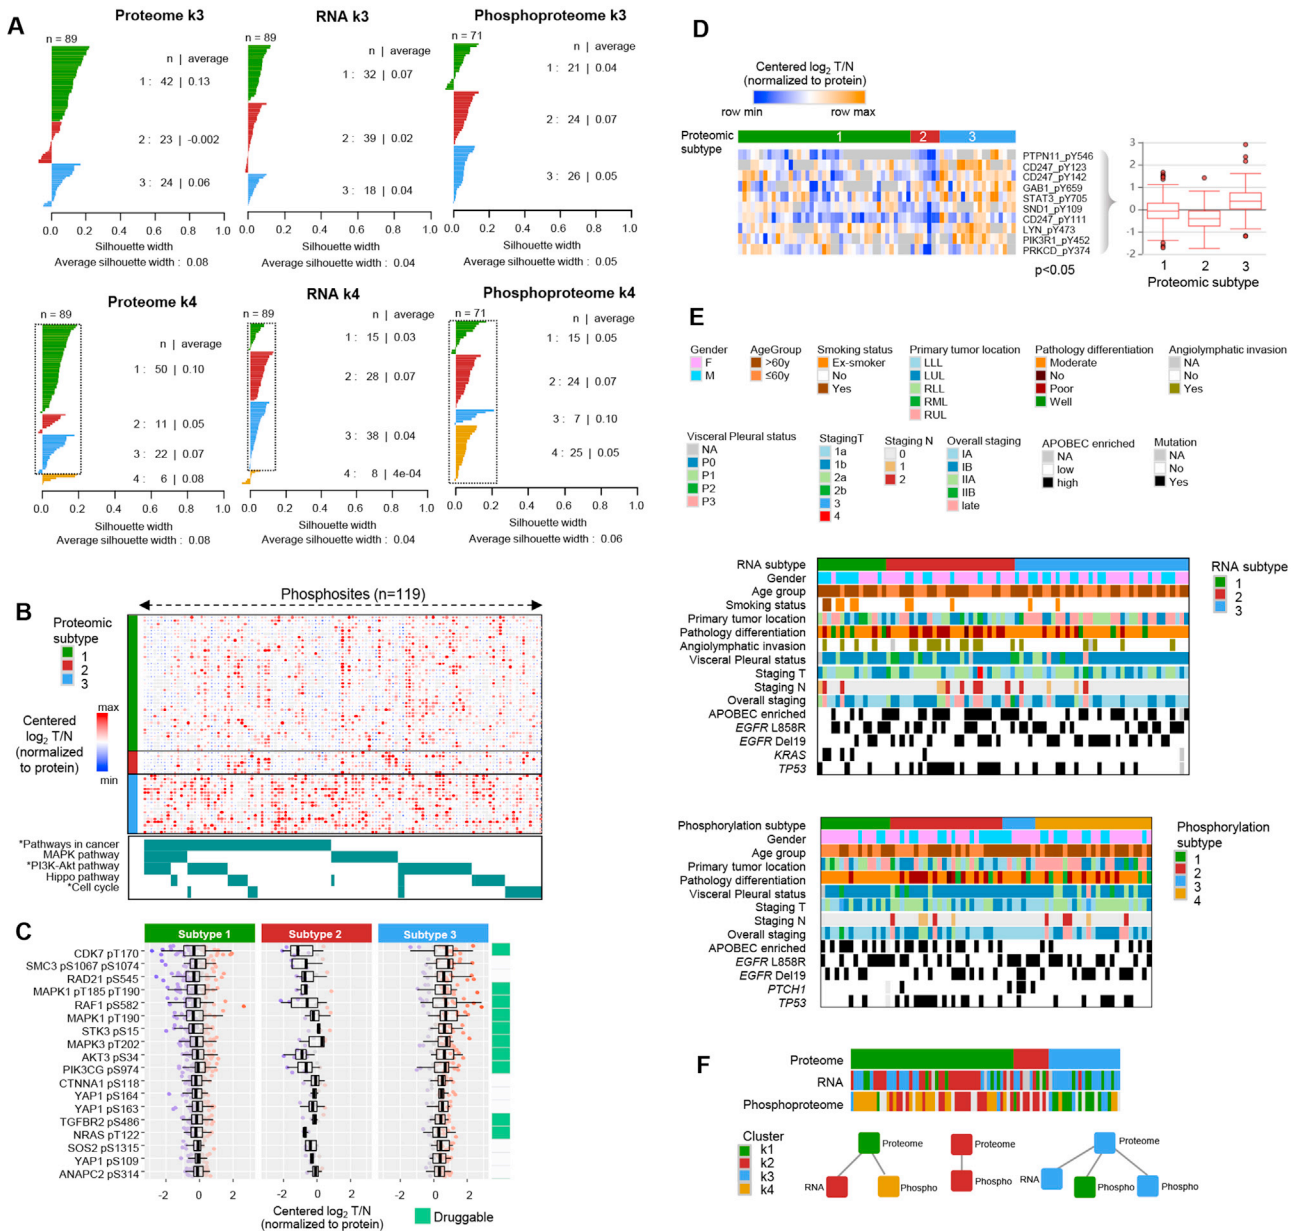 A
Proteome k3
n = 89
n | average
1 : 42 | 0.13
2 : 23 | -0.002
3 : 24 | 0.06
0.0 0.2 0.4 0.6 0.8 1.0
Silhouette width
Average silhouette width : 0.08
RNA k3
n = 89
n | average
1 : 32 | 0.07
2 : 39 | 0.02
3 : 18 | 0.04
0.0 0.2 0.4 0.6 0.8 1.0
Silhouette width
Average silhouette width : 0.04
Phosphoproteome k3
n = 71
n | average
1 : 21 | 0.04
2 : 24 | 0.07
3 : 26 | 0.05
0.0 0.2 0.4 0.6 0.8 1.0
Silhouette width
Average silhouette width : 0.05
Proteome k4
n = 89
n | average
1 : 50 | 0.10
2 : 11 | 0.05
3 : 22 | 0.07
4 : 6 | 0.08
0.0 0.2 0.4 0.6 0.8 1.0
Silhouette width
Average silhouette width : 0.08
RNA k4
n = 89
n | average
1 : 15 | 0.03
2 : 28 | 0.07
3 : 38 | 0.04
4 : 8 | 4e-04
0.0 0.2 0.4 0.6 0.8 1.0
Silhouette width
Average silhouette width : 0.04
Phosphoproteome k4
n = 71
n | average
1 : 15 | 0.05
2 : 24 | 0.07
3 : 7 | 0.10
4 : 25 | 0.05
0.0 0.2 0.4 0.6 0.8 1.0
Silhouette width
Average silhouette width : 0.06
B
Phosphosites (n=119)
Proteomic
subtype
1
2
3
max
Centered
log2 T/N
(normalized
to protein)
min
*Pathways in cancer
MAPK pathway
*PI3K-Akt pathway
Hippo pathway
*Cell cycle
C
Subtype 1 Subtype 2 Subtype 3
CDK7 pT170
SMC3 pS1067 pS1074
RAD21 pS545
MAPK1 pT185 pT190
RAF1 pS582
MAPK1 pT190
STK3 pS15
MAPK3 pT202
AKT3 pS34
PIK3CG pS974
CTNNA1 pS118
YAP1 pS164
YAP1 pS163
TGFBR2 pS486
NRAS pT122
SOS2 pS1315
YAP1 pS109
ANAPC2 pS314
-2 0 2 -2 0 2 -2 0 2
Centered log2 T/N
(normalized to protein)
Druggable
D
Centered log2 T/N
(normalized to protein)
row min row max
Proteomic
subtype
1 2 3
PTPN11_pY546
CD247_pY123
CD247_pY142
GAB1_pY659
STAT3_pY705
SND1_pY109
CD247_pY111
LYN_pY473
PIK3R1_pY452
PRKCD_pY374
p<0.05
3
2
1
0
-1
-2
1 2 3
Proteomic subtype
E
Gender
F
M
AgeGroup
>60y
≤60y
Smoking status
Ex-smoker
No
Yes
Primary tumor location
LLL
LUL
RLL
RML
RUL
Pathology differentiation
Moderate
No
Poor
Well
Angiolymphatic invasion
NA
No
Yes
Visceral Pleural status
NA
P0
P1
P2
P3
StagingT
1a
1b
2a
2b
3
4
Staging N
0
1
2
Overall staging
IA
IB
IIA
IIB
late
APOBEC enriched
NA
low
high
Mutation
NA
No
Yes
RNA subtype
Gender
Age group
Smoking status
Primary tumor location
Pathology differentiation
Angiolymphatic invasion
Visceral Pleural status
Staging T
Staging N
Overall staging
APOBEC enriched
EGFR L858R
EGFR Del19
KRAS
TP53
RNA subtype
1
2
3
Phosphorylation subtype
Gender
Age group
Primary tumor location
Pathology differentiation
Visceral Pleural status
Staging T
Staging N
Overall staging
APOBEC enriched
EGFR L858R
EGFR Del19
PTCH1
TP53
Phosphorylation
subtype
1
2
3
4
F
Proteome
RNA
Phosphoproteome
Cluster
k1
k2
k3
k4
Proteome
RNA
Phospho
Proteome
Phospho
Proteome
RNA
Phospho
Phospho